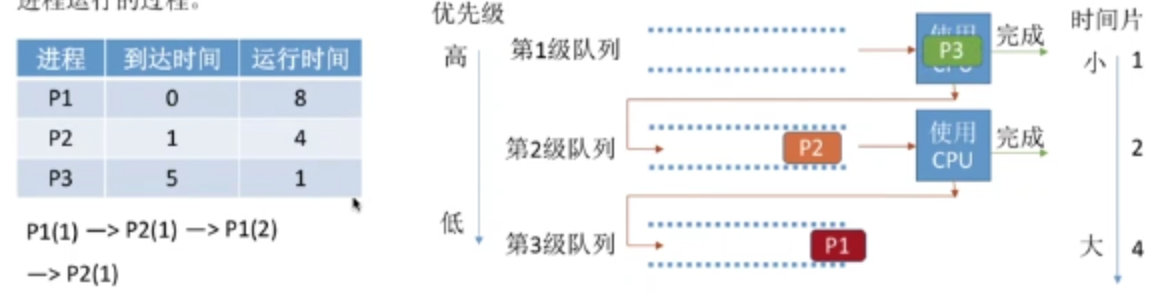 进程运行的过程。
进程 到达时间 运行时间
P1 0 8
P2 1 4
P3 5 1
P1(1) —> P2(1) —> P1(2)
—> P2(1)
优先级
高
低
第1级队列
使用
P3
CPU
完成
第2级队列
P2
使用
CPU
完成
第3级队列
P1
时间片
小 1
2
大 4